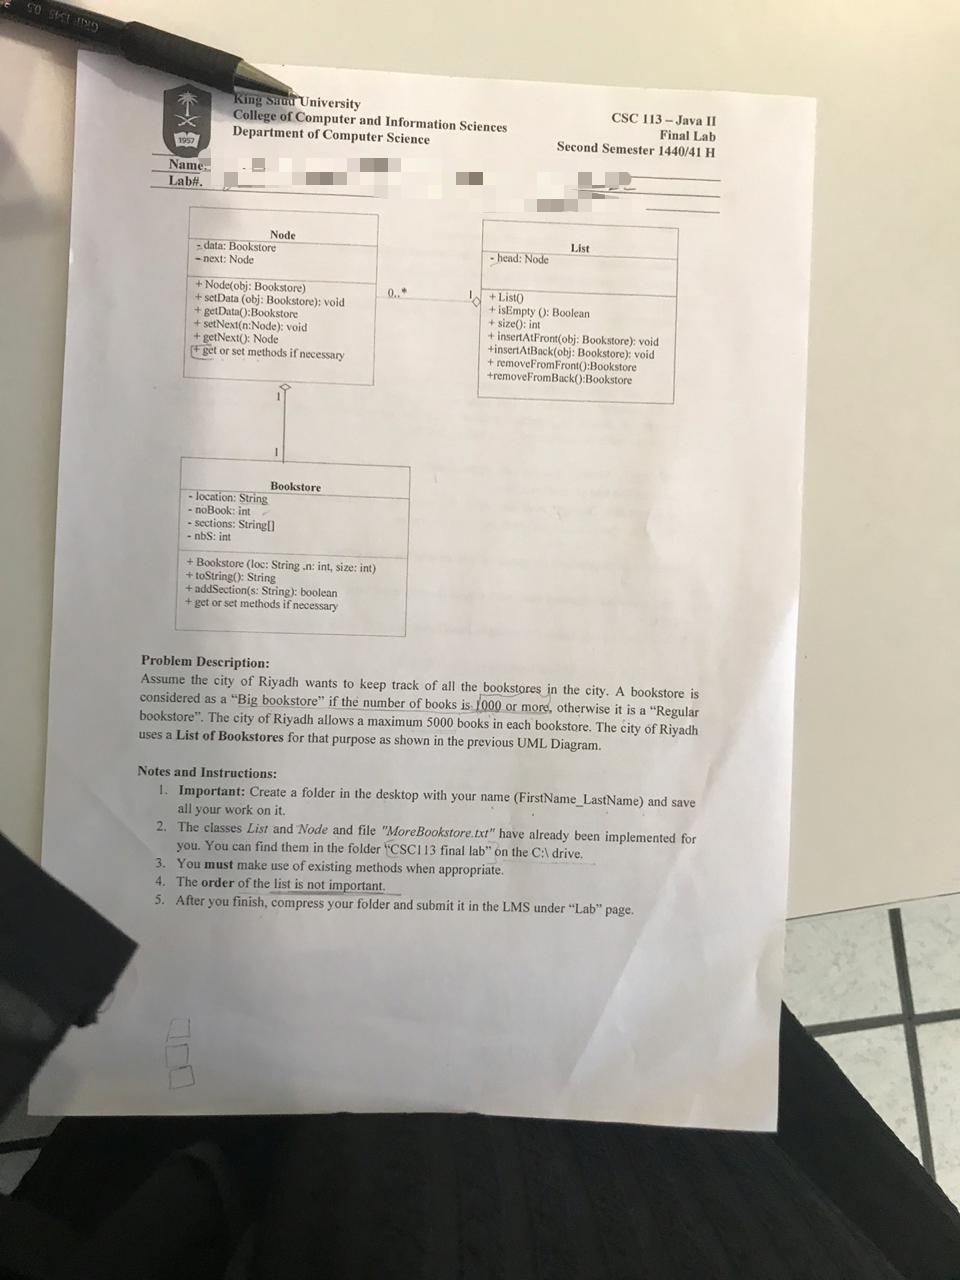 GRIP 1345 0.5
1957
King Saud University
College of Computer and Information Sciences
Department of Computer Science
CSC 113 – Java II
Final Lab
Second Semester 1440/41 H
Name:
Lab#.
Node
- data: Bookstore
- next: Node
+ Node(obj: Bookstore)
+ setData (obj: Bookstore): void
+ getData():Bookstore
+ setNext(n:Node): void
+ getNext(): Node
+ get or set methods if necessary
0..*
1
List
- head: Node
+ List()
+ isEmpty (): Boolean
+ size(): int
+ insertAtFront(obj: Bookstore): void
+insertAtBack(obj: Bookstore): void
+ removeFromFront():Bookstore
+removeFromBack():Bookstore
1
1
Bookstore
- location: String
- noBook: int
- sections: String[]
- nbS: int
+ Bookstore (loc: String ,n: int, size: int)
+ toString(): String
+ addSection(s: String): boolean
+ get or set methods if necessary
Problem Description:
Assume the city of Riyadh wants to keep track of all the bookstores in the city. A bookstore is
considered as a “Big bookstore” if the number of books is 1000 or more, otherwise it is a “Regular
bookstore”. The city of Riyadh allows a maximum 5000 books in each bookstore. The city of Riyadh
uses a List of Bookstores for that purpose as shown in the previous UML Diagram.
Notes and Instructions:
1. Important: Create a folder in the desktop with your name (FirstName_LastName) and save
all your work on it.
2. The classes List and Node and file "MoreBookstore.txt" have already been implemented for
you. You can find them in the folder “CSC113 final lab” on the C:\ drive.
3. You must make use of existing methods when appropriate.
4. The order of the list is not important.
5. After you finish, compress your folder and submit it in the LMS under “Lab” page.